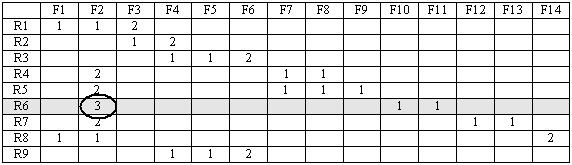 F1 F2 F3 F4 F5 F6 F7 F8 F9 F10 F11 F12 F13 F14
R1 1 1 2
R2 1 2
R3 1 1 2
R4 2 1 1
R5 2 1 1 1
R6 3 1 1
R7 2 1 1
R8 1 1 2
R9 1 1 2